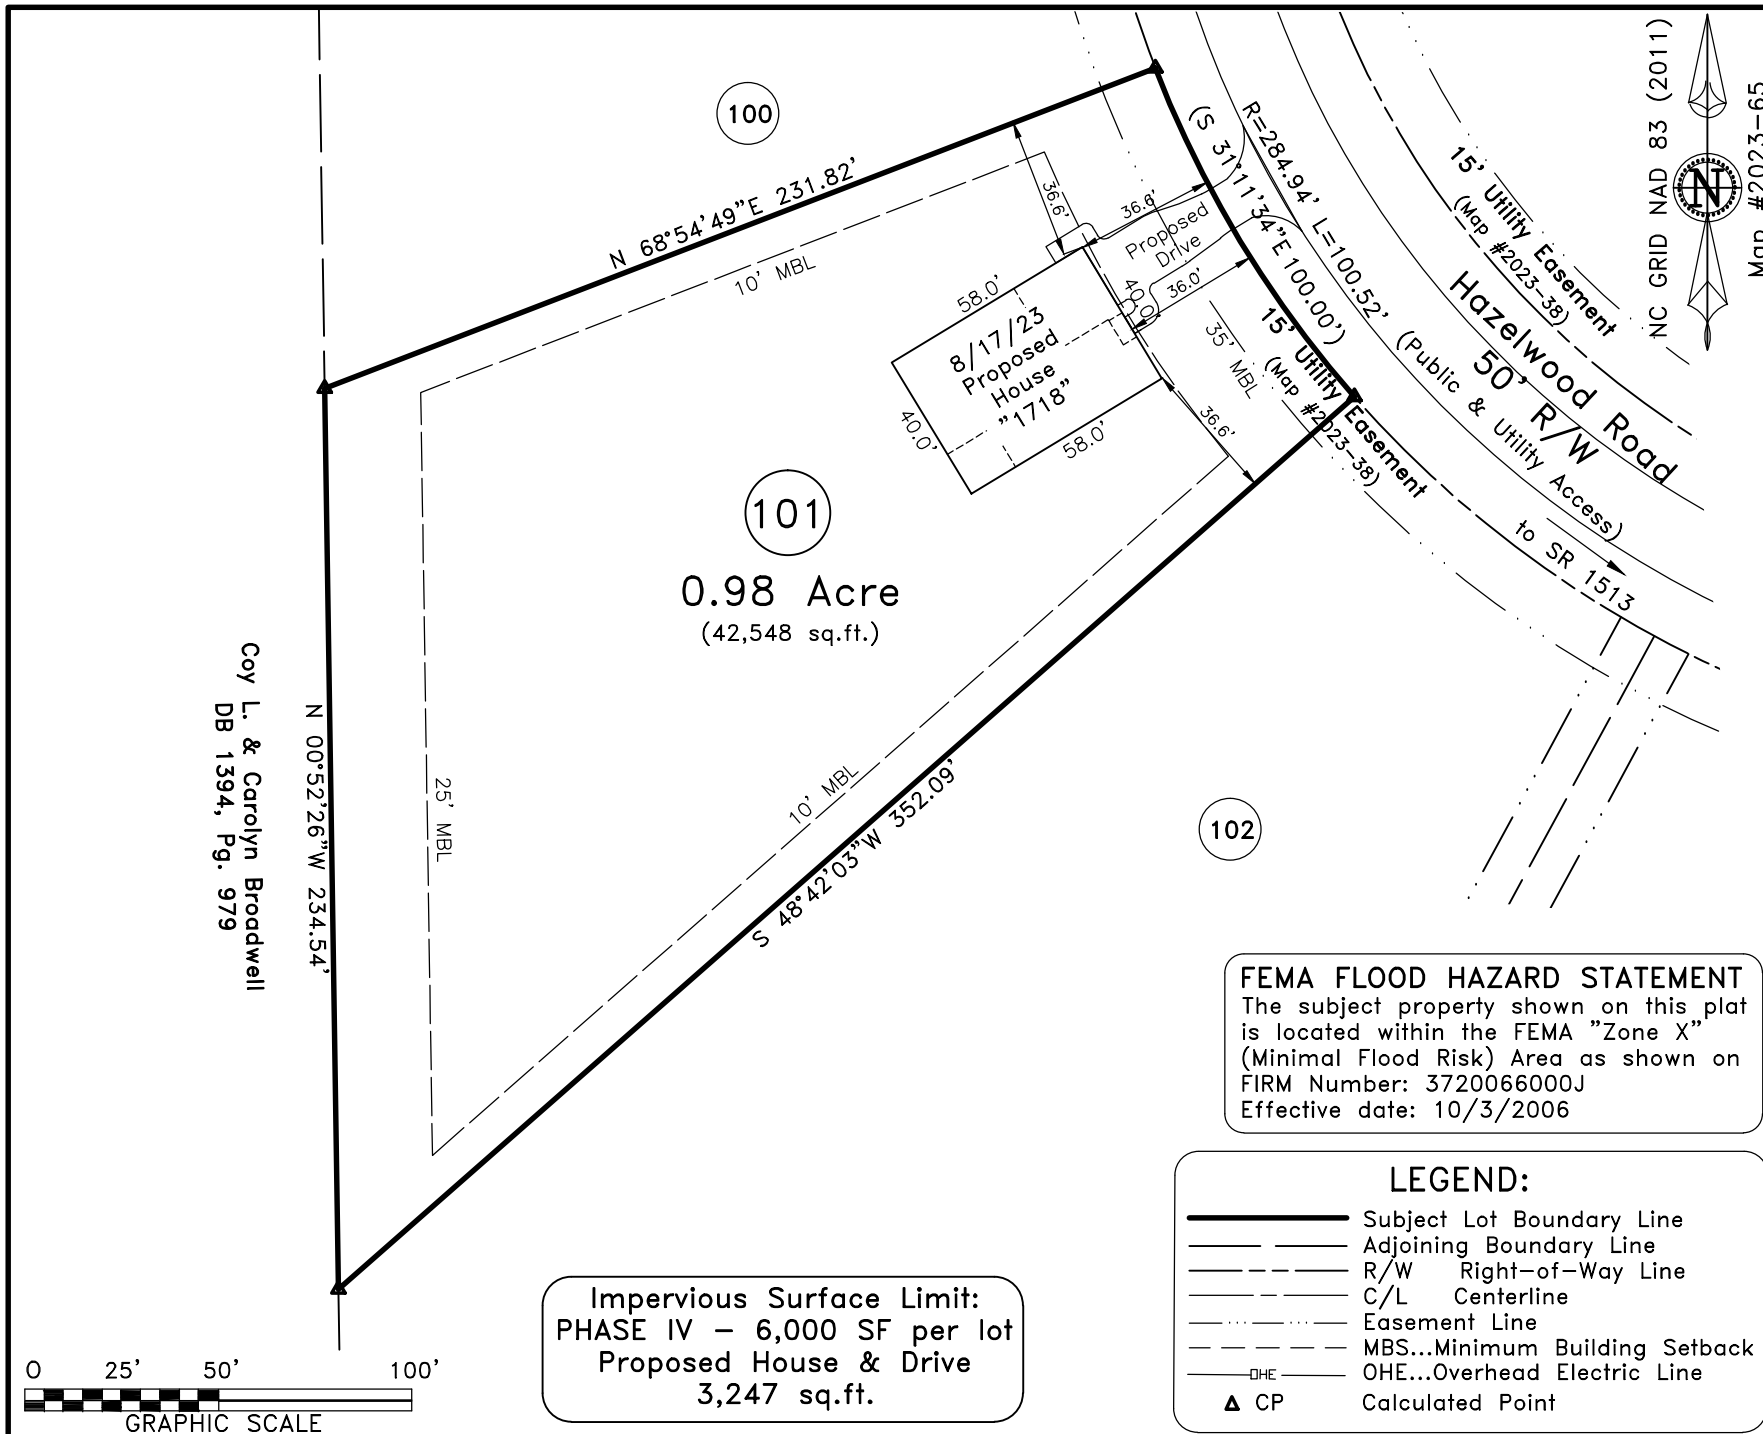 100
N 68°54'49"E 231.82'
10' MBL
36.6'
36.6'
Proposed
Drive
40.0'
36.0'
35' MBL
58.0'
8/17/23
Proposed
House
"1718"
40.0'
58.0'
36.6'
(S 31°11'34"E 100.00')
R=284.94' L=100.52' (Public & Utility Access)
15' Utility Easement
(Map #2023-38)
15' Utility Easement
(Map #2023-38)
Hazelwood Road
50' R/W
to SR 1513
NC GRID NAD 83 (2011)
N
Map #2023-65
101
0.98 Acre
(42,548 sq.ft.)
Coy L. & Carolyn Broadwell
DB 1394, Pg. 979
N 00°52'26"W 234.54'
25' MBL
10' MBL
S 48°42'03"W 352.09'
102
FEMA FLOOD HAZARD STATEMENT
The subject property shown on this plat
is located within the FEMA "Zone X"
(Minimal Flood Risk) Area as shown on
FIRM Number: 3720066000J
Effective date: 10/3/2006
LEGEND:
Subject Lot Boundary Line
Adjoining Boundary Line
R/W Right-of-Way Line
C/L Centerline
Easement Line
MBS...Minimum Building Setback
OHE OHE...Overhead Electric Line
CP Calculated Point
Impervious Surface Limit:
PHASE IV - 6,000 SF per lot
Proposed House & Drive
3,247 sq.ft.
0 25' 50' 100'
GRAPHIC SCALE